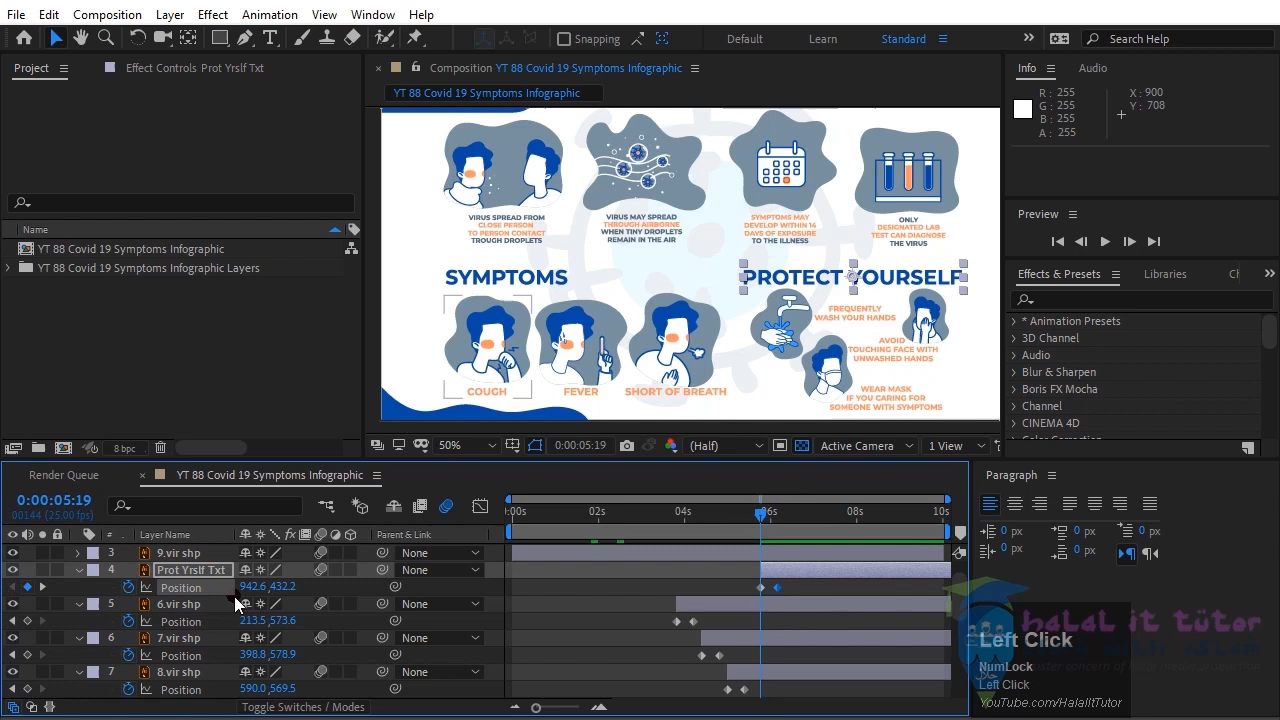 File Edit Composition Layer Effect Animation View Window Help
Snapping Default Learn Standard Search Help
Project Effect Controls Prot Yrslf Txt
Composition YT 88 Covid 19 Symptoms Infographic
YT 88 Covid 19 Symptoms Infographic
Name
YT 88 Covid 19 Symptoms Infographic
YT 88 Covid 19 Symptoms Infographic Layers
8 bpc
VIRUS SPREAD FROM
CLOSE PERSON
TO PERSON CONTACT
TROUGH DROPLETS
VIRUS MAY SPREAD
THROUGH AIRBORNE
WHEN TINY DROPLETS
REMAIN IN THE AIR
SYMPTOMS MAY
DEVELOP WITHIN 14
DAYS OF EXPOSURE
TO THE ILLNESS
ONLY
DESIGNATED LAB
TEST CAN DIAGNOSE
THE VIRUS
SYMPTOMS
PROTECT YOURSELF
COUGH
FEVER
SHORT OF BREATH
FREQUENTLY
WASH YOUR HANDS
AVOID
TOUCHING FACE WITH
UNWASHED HANDS
WEAR MASK
IF YOU CARING FOR
SOMEONE WITH SYMPTOMS
50% 0:00:05:19 (Half) Active Camera 1 View
Info Audio
R : 255
G : 255
B : 255
A : 255
X : 900
Y : 708
Preview
Effects & Presets Libraries
* Animation Presets
3D Channel
Audio
Blur & Sharpen
Boris FX Mocha
Channel
CINEMA 4D
Render Queue YT 88 Covid 19 Symptoms Infographic
0:00:05:19
00144 (25.00 fps)
:00s 02s 04s 06s 08s 10s
# Layer Name Parent & Link
3 9.vir shp None
4 Prot Yrslf Txt None
Position 942.6,432.2
5 6.vir shp None
Position 213.5,573.6
6 7.vir shp None
Position 398.8,578.9
7 8.vir shp None
Position 590.0,569.5
Toggle Switches / Modes
Paragraph
0 px 0 px 0 px
0 px 0 px
halal it tutor
Left Click
NumLock
Left Click
YouTube.com/HalalItTutor